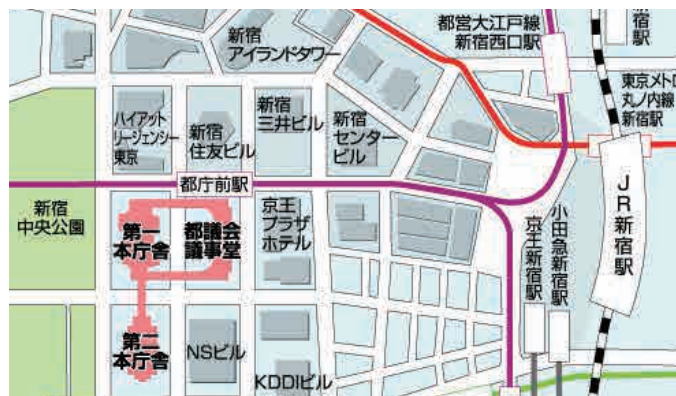 都営大江戸線
新宿西口駅
新宿駅
新宿
アイランドタワー
東京メトロ
丸ノ内線
新宿駅
ハイアット
リージェンシー
東京
新宿
住友ビル
新宿
三井ビル
新宿
センター
ビル
都庁前駅
JR新宿駅
新宿
中央公園
第一
本庁舎
都議会
議事堂
京王
プラザ
ホテル
小田急新宿駅
京王新宿駅
第二
本庁舎
NSビル
KDDIビル